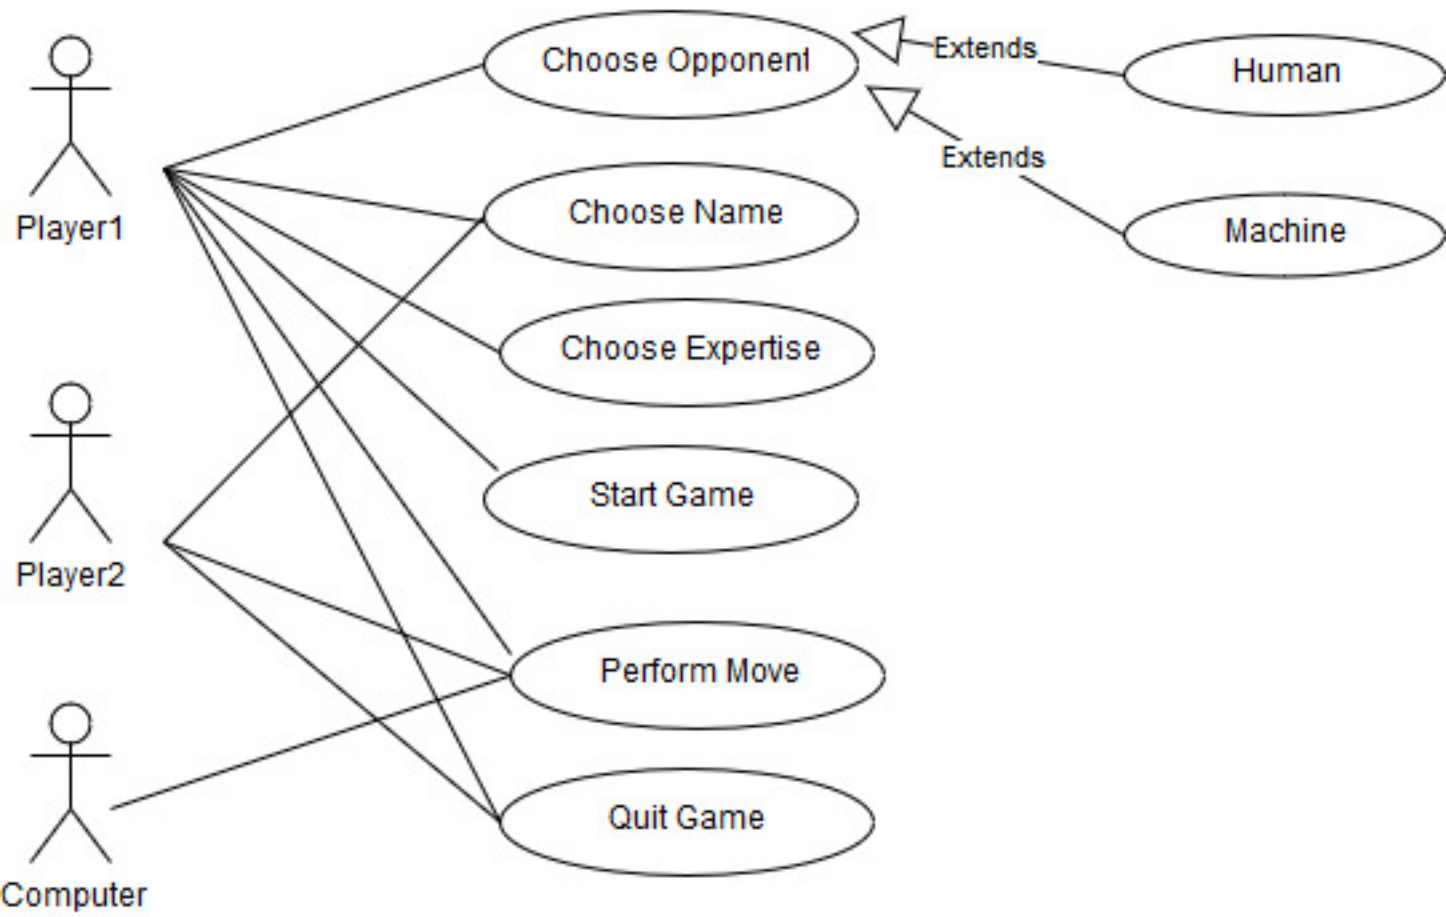 Choose Opponent
Extends
Human
Player1
Extends
Choose Name
Machine
Choose Expertise
Start Game
Player2
Perform Move
Quit Game
Computer